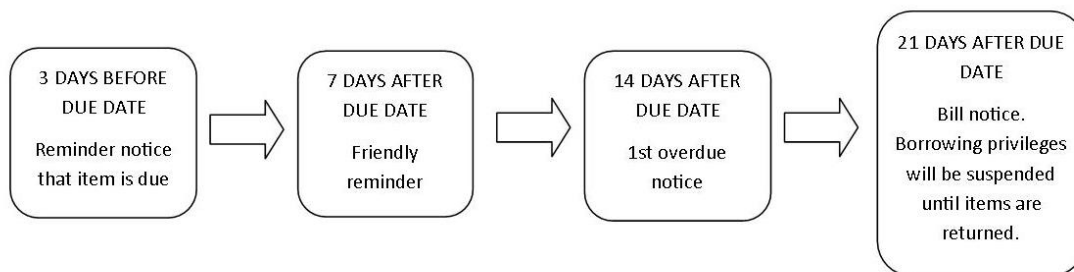 3 DAYS BEFORE
DUE DATE
Reminder notice
that item is due
7 DAYS AFTER
DUE DATE
Friendly
reminder
14 DAYS AFTER
DUE DATE
1st overdue
notice
21 DAYS AFTER DUE
DATE
Bill notice.
Borrowing privileges
will be suspended
until items are
returned.